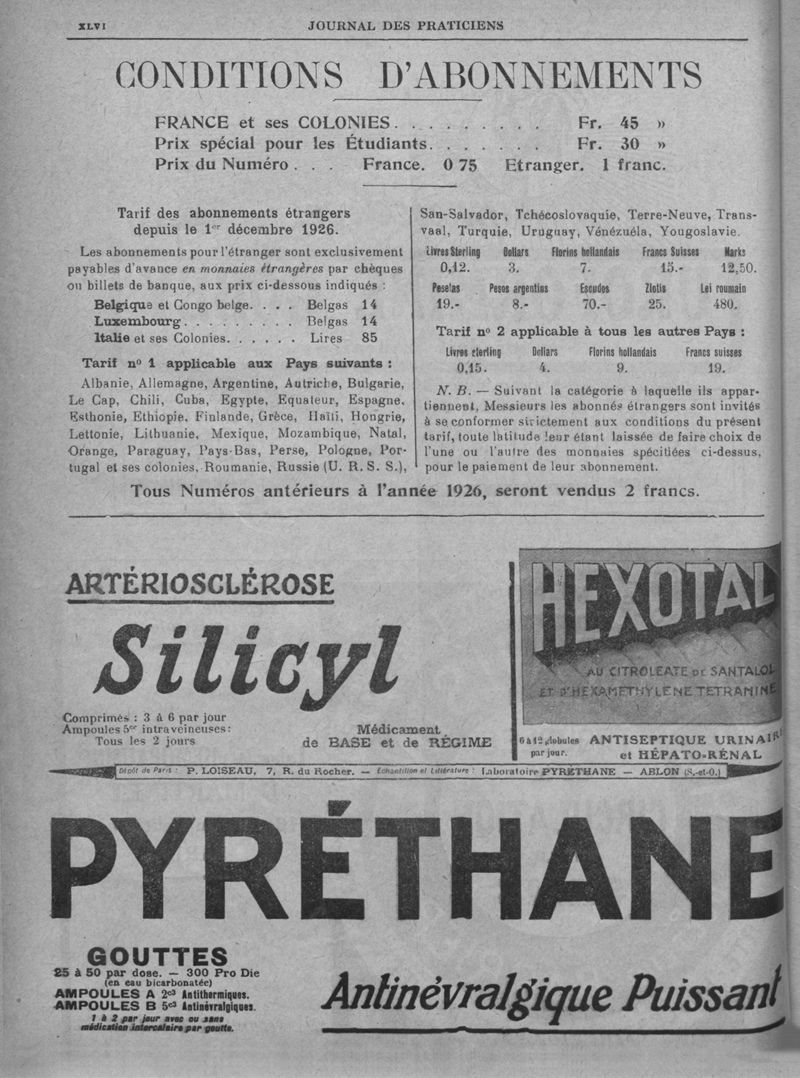 XLVI
JOURNAL DES PRATICIENS
CONDITIONS D'ABONNEMENTS
FRANCE et ses COLONIES. . . . . . . . . . Fr. 45 »
Prix spécial pour les Étudiants. . . . . . . Fr. 30 »
Prix du Numéro . . . France. 0 75 Etranger. 1 franc.
Tarif des abonnements étrangers
depuis le 1er décembre 1926.
Les abonnements pour l'étranger sont exclusivement
payables d'avance en monnaies étrangères par chèques
ou billets de banque, aux prix ci-dessous indiqués :
Belgique et Congo belge. . . . Belgas 14
Luxembourg. . . . . . . . . Belgas 14
Italie et ses Colonies. . . . . . Lires 85
Tarif n° 1 applicable aux Pays suivants :
Albanie, Allemagne, Argentine, Autriche, Bulgarie,
Le Cap, Chili, Cuba, Egypte, Equateur, Espagne,
Esthonie, Ethiopie, Finlande, Grèce, Haïti, Hongrie,
Lettonie, Lithuanie, Mexique, Mozambique, Natal,
Orange, Paraguay, Pays-Bas, Perse, Pologne, Por-
tugal et ses colonies, Roumanie, Russie (U. R. S. S.),
San-Salvador, Tchécoslovaquie, Terre-Neuve, Trans-
vaal, Turquie, Uruguay, Vénézuéla, Yougoslavie.
Livres Sterling Dollars Florins hollandais Francs Suisses Marks
0,12. 3. 7. 15.- 12,50.
Pesetas Pesos argentins Escudos Zlotis Lei roumain
19.- 8.- 70.- 25. 480.
Tarif n° 2 applicable à tous les autres Pays :
Livres sterling Dollars Florins hollandais Francs suisses
0,15. 4. 9. 19.
N. B. — Suivant la catégorie à laquelle ils appar-
tiennent, Messieurs les abonnés étrangers sont invités
à se conformer strictement aux conditions du présent
tarif, toute latitude leur étant laissée de faire choix de
l'une ou l'autre des monnaies spécifiées ci-dessus,
pour le paiement de leur abonnement.
Tous Numéros antérieurs à l'année 1926, seront vendus 2 francs.
ARTÉRIOSCLÉROSE
Silicyl
Comprimés : 3 à 6 par jour
Ampoules 5cc intraveineuses :
Tous les 2 jours
Médicament
de BASE et de RÉGIME
HEXOTAL
AU CITROLEATE DE SANTALOL
ET D'HEXAMETHYLENE TETRAMINE
6 à 12 globules
par jour.
ANTISEPTIQUE URINAIRE
et HÉPATO-RÉNAL
Dépôt de Paris : P. LOISEAU, 7, R. du Rocher. — Echantillon et Littérature : Laboratoire PYRÉTHANE — ABLON (S.-et-O.)
PYRÉTHANE
GOUTTES
25 à 50 par dose. — 300 Pro Die
(en eau bicarbonatée)
AMPOULES A 2cc Antithermiques.
AMPOULES B 5cc Antinévralgiques.
1 à 2 par jour avec ou sans
médication intercalaire par goutte.
Antinévralgique Puissant